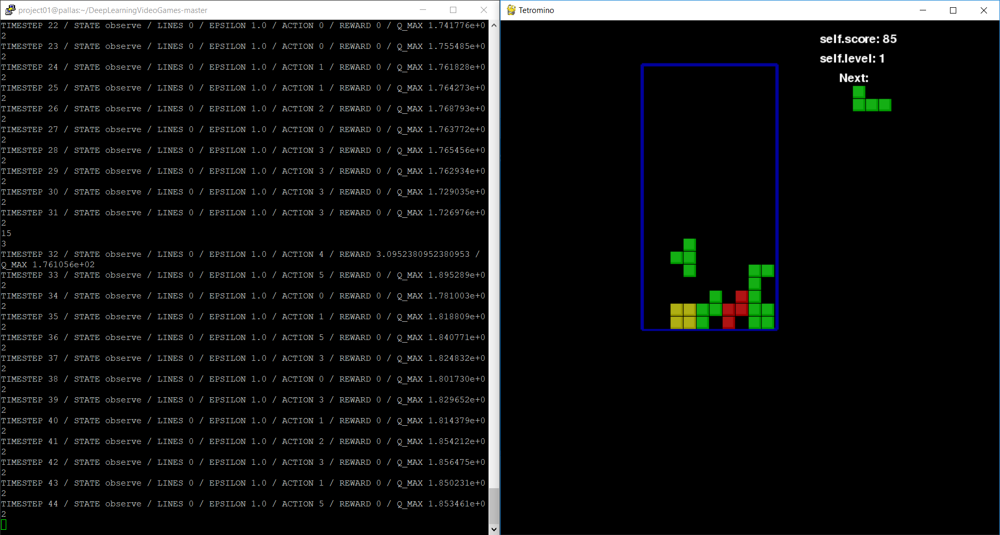 project01@pallas:~/DeepLearningVideoGames-master
TIMESTEP 22 / STATE observe / LINES 0 / EPSILON 1.0 / ACTION 0 / REWARD 0 / Q_MAX 1.741776e+0
2
TIMESTEP 23 / STATE observe / LINES 0 / EPSILON 1.0 / ACTION 0 / REWARD 0 / Q_MAX 1.755485e+0
2
TIMESTEP 24 / STATE observe / LINES 0 / EPSILON 1.0 / ACTION 1 / REWARD 0 / Q_MAX 1.761828e+0
2
TIMESTEP 25 / STATE observe / LINES 0 / EPSILON 1.0 / ACTION 1 / REWARD 0 / Q_MAX 1.764273e+0
2
TIMESTEP 26 / STATE observe / LINES 0 / EPSILON 1.0 / ACTION 2 / REWARD 0 / Q_MAX 1.768793e+0
2
TIMESTEP 27 / STATE observe / LINES 0 / EPSILON 1.0 / ACTION 0 / REWARD 0 / Q_MAX 1.763772e+0
2
TIMESTEP 28 / STATE observe / LINES 0 / EPSILON 1.0 / ACTION 3 / REWARD 0 / Q_MAX 1.765456e+0
2
TIMESTEP 29 / STATE observe / LINES 0 / EPSILON 1.0 / ACTION 3 / REWARD 0 / Q_MAX 1.762934e+0
2
TIMESTEP 30 / STATE observe / LINES 0 / EPSILON 1.0 / ACTION 3 / REWARD 0 / Q_MAX 1.729035e+0
2
TIMESTEP 31 / STATE observe / LINES 0 / EPSILON 1.0 / ACTION 3 / REWARD 0 / Q_MAX 1.726976e+0
2
15
3
TIMESTEP 32 / STATE observe / LINES 0 / EPSILON 1.0 / ACTION 4 / REWARD 3.0952380952380953 /
Q_MAX 1.761056e+02
TIMESTEP 33 / STATE observe / LINES 0 / EPSILON 1.0 / ACTION 5 / REWARD 0 / Q_MAX 1.895289e+0
2
TIMESTEP 34 / STATE observe / LINES 0 / EPSILON 1.0 / ACTION 0 / REWARD 0 / Q_MAX 1.781003e+0
2
TIMESTEP 35 / STATE observe / LINES 0 / EPSILON 1.0 / ACTION 1 / REWARD 0 / Q_MAX 1.818809e+0
2
TIMESTEP 36 / STATE observe / LINES 0 / EPSILON 1.0 / ACTION 5 / REWARD 0 / Q_MAX 1.840771e+0
2
TIMESTEP 37 / STATE observe / LINES 0 / EPSILON 1.0 / ACTION 3 / REWARD 0 / Q_MAX 1.824832e+0
2
TIMESTEP 38 / STATE observe / LINES 0 / EPSILON 1.0 / ACTION 0 / REWARD 0 / Q_MAX 1.801730e+0
2
TIMESTEP 39 / STATE observe / LINES 0 / EPSILON 1.0 / ACTION 3 / REWARD 0 / Q_MAX 1.829652e+0
2
TIMESTEP 40 / STATE observe / LINES 0 / EPSILON 1.0 / ACTION 1 / REWARD 0 / Q_MAX 1.814379e+0
2
TIMESTEP 41 / STATE observe / LINES 0 / EPSILON 1.0 / ACTION 2 / REWARD 0 / Q_MAX 1.854212e+0
2
TIMESTEP 42 / STATE observe / LINES 0 / EPSILON 1.0 / ACTION 3 / REWARD 0 / Q_MAX 1.856475e+0
2
TIMESTEP 43 / STATE observe / LINES 0 / EPSILON 1.0 / ACTION 1 / REWARD 0 / Q_MAX 1.850231e+0
2
TIMESTEP 44 / STATE observe / LINES 0 / EPSILON 1.0 / ACTION 5 / REWARD 0 / Q_MAX 1.853461e+0
2
Tetromino
self.score: 85
self.level: 1
Next: